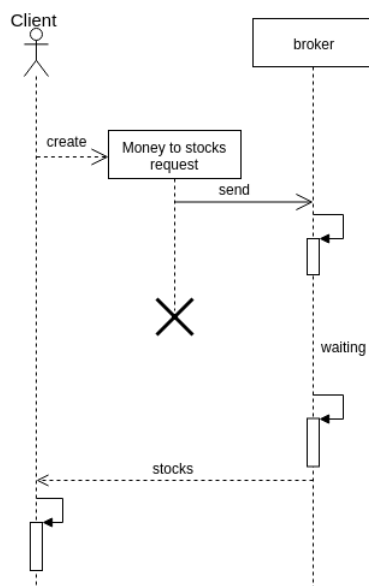 Client
broker
create
Money to stocks
request
send
waiting
stocks